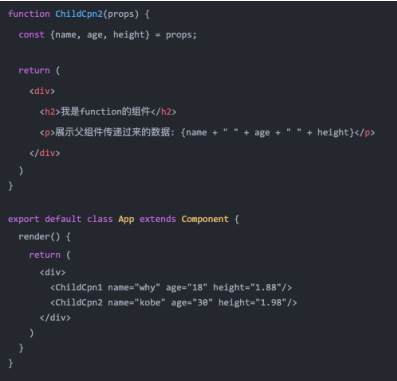 function ChildCpn2(props) {
const {name, age, height} = props;
return (
<div>
<h2>我是function的组件</h2>
<p>展示父组件传递过来的数据: {name + " " + age + " " + height}</p>
</div>
)
}
export default class App extends Component {
render() {
return (
<div>
<ChildCpn1 name="why" age="18" height="1.88"/>
<ChildCpn2 name="kobe" age="30" height="1.98"/>
</div>
)
}
}